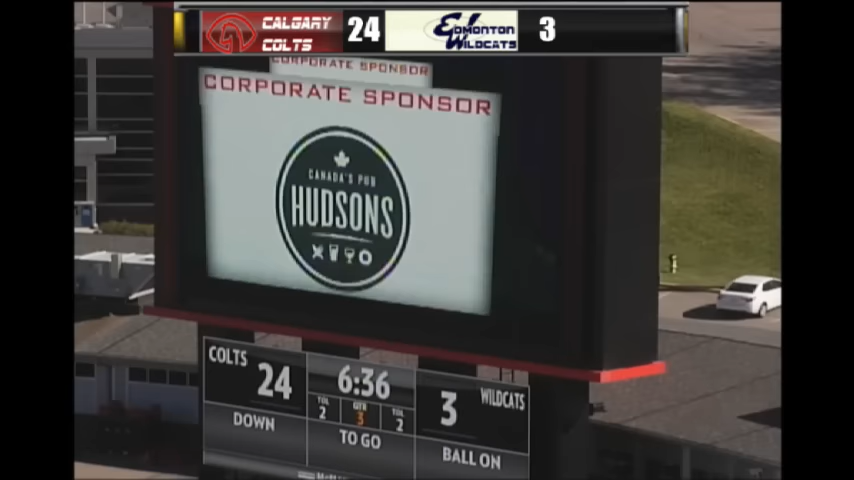 CALGARY COLTS 24 Edmonton Wildcats 3
CORPORATE SPONSOR
CORPORATE SPONSOR
CANADA'S PUB
HUDSONS
COLTS 24 6:36 3 WILDCATS
TOL 2 QTR 3 TOL 2
DOWN TO GO BALL ON